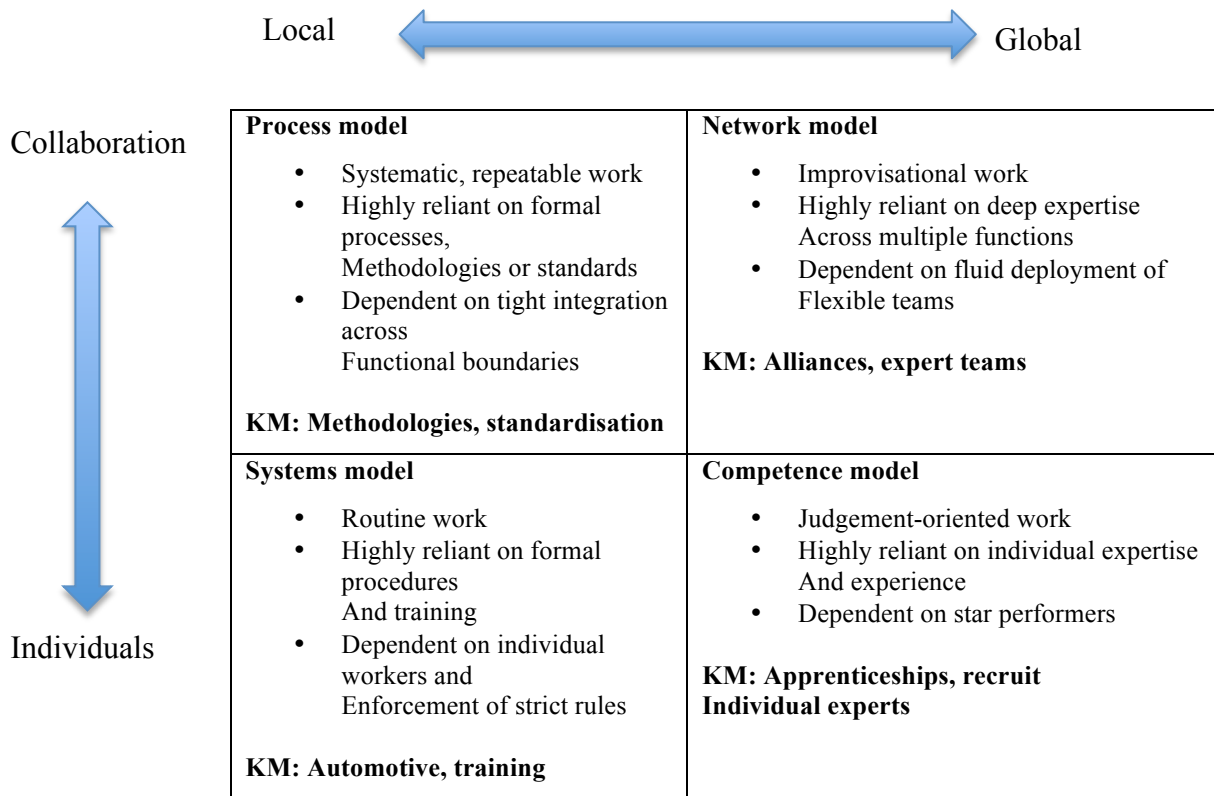 Local
Global
Collaboration
Individuals
Process model
• Systematic, repeatable work
• Highly reliant on formal
processes,
Methodologies or standards
• Dependent on tight integration
across
Functional boundaries
KM: Methodologies, standardisation
Network model
• Improvisational work
• Highly reliant on deep expertise
Across multiple functions
• Dependent on fluid deployment of
Flexible teams
KM: Alliances, expert teams
Systems model
• Routine work
• Highly reliant on formal
procedures
And training
• Dependent on individual
workers and
Enforcement of strict rules
KM: Automotive, training
Competence model
• Judgement-oriented work
• Highly reliant on individual expertise
And experience
• Dependent on star performers
KM: Apprenticeships, recruit
Individual experts